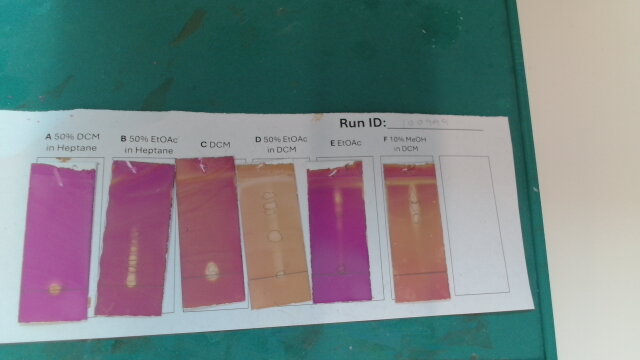 Run ID:
A 50% DCM
in Heptane
B 50% EtOAc
in Heptane
C DCM
D 50% EtOAc
in DCM
E EtOAc
F 10% MeOH
in DCM